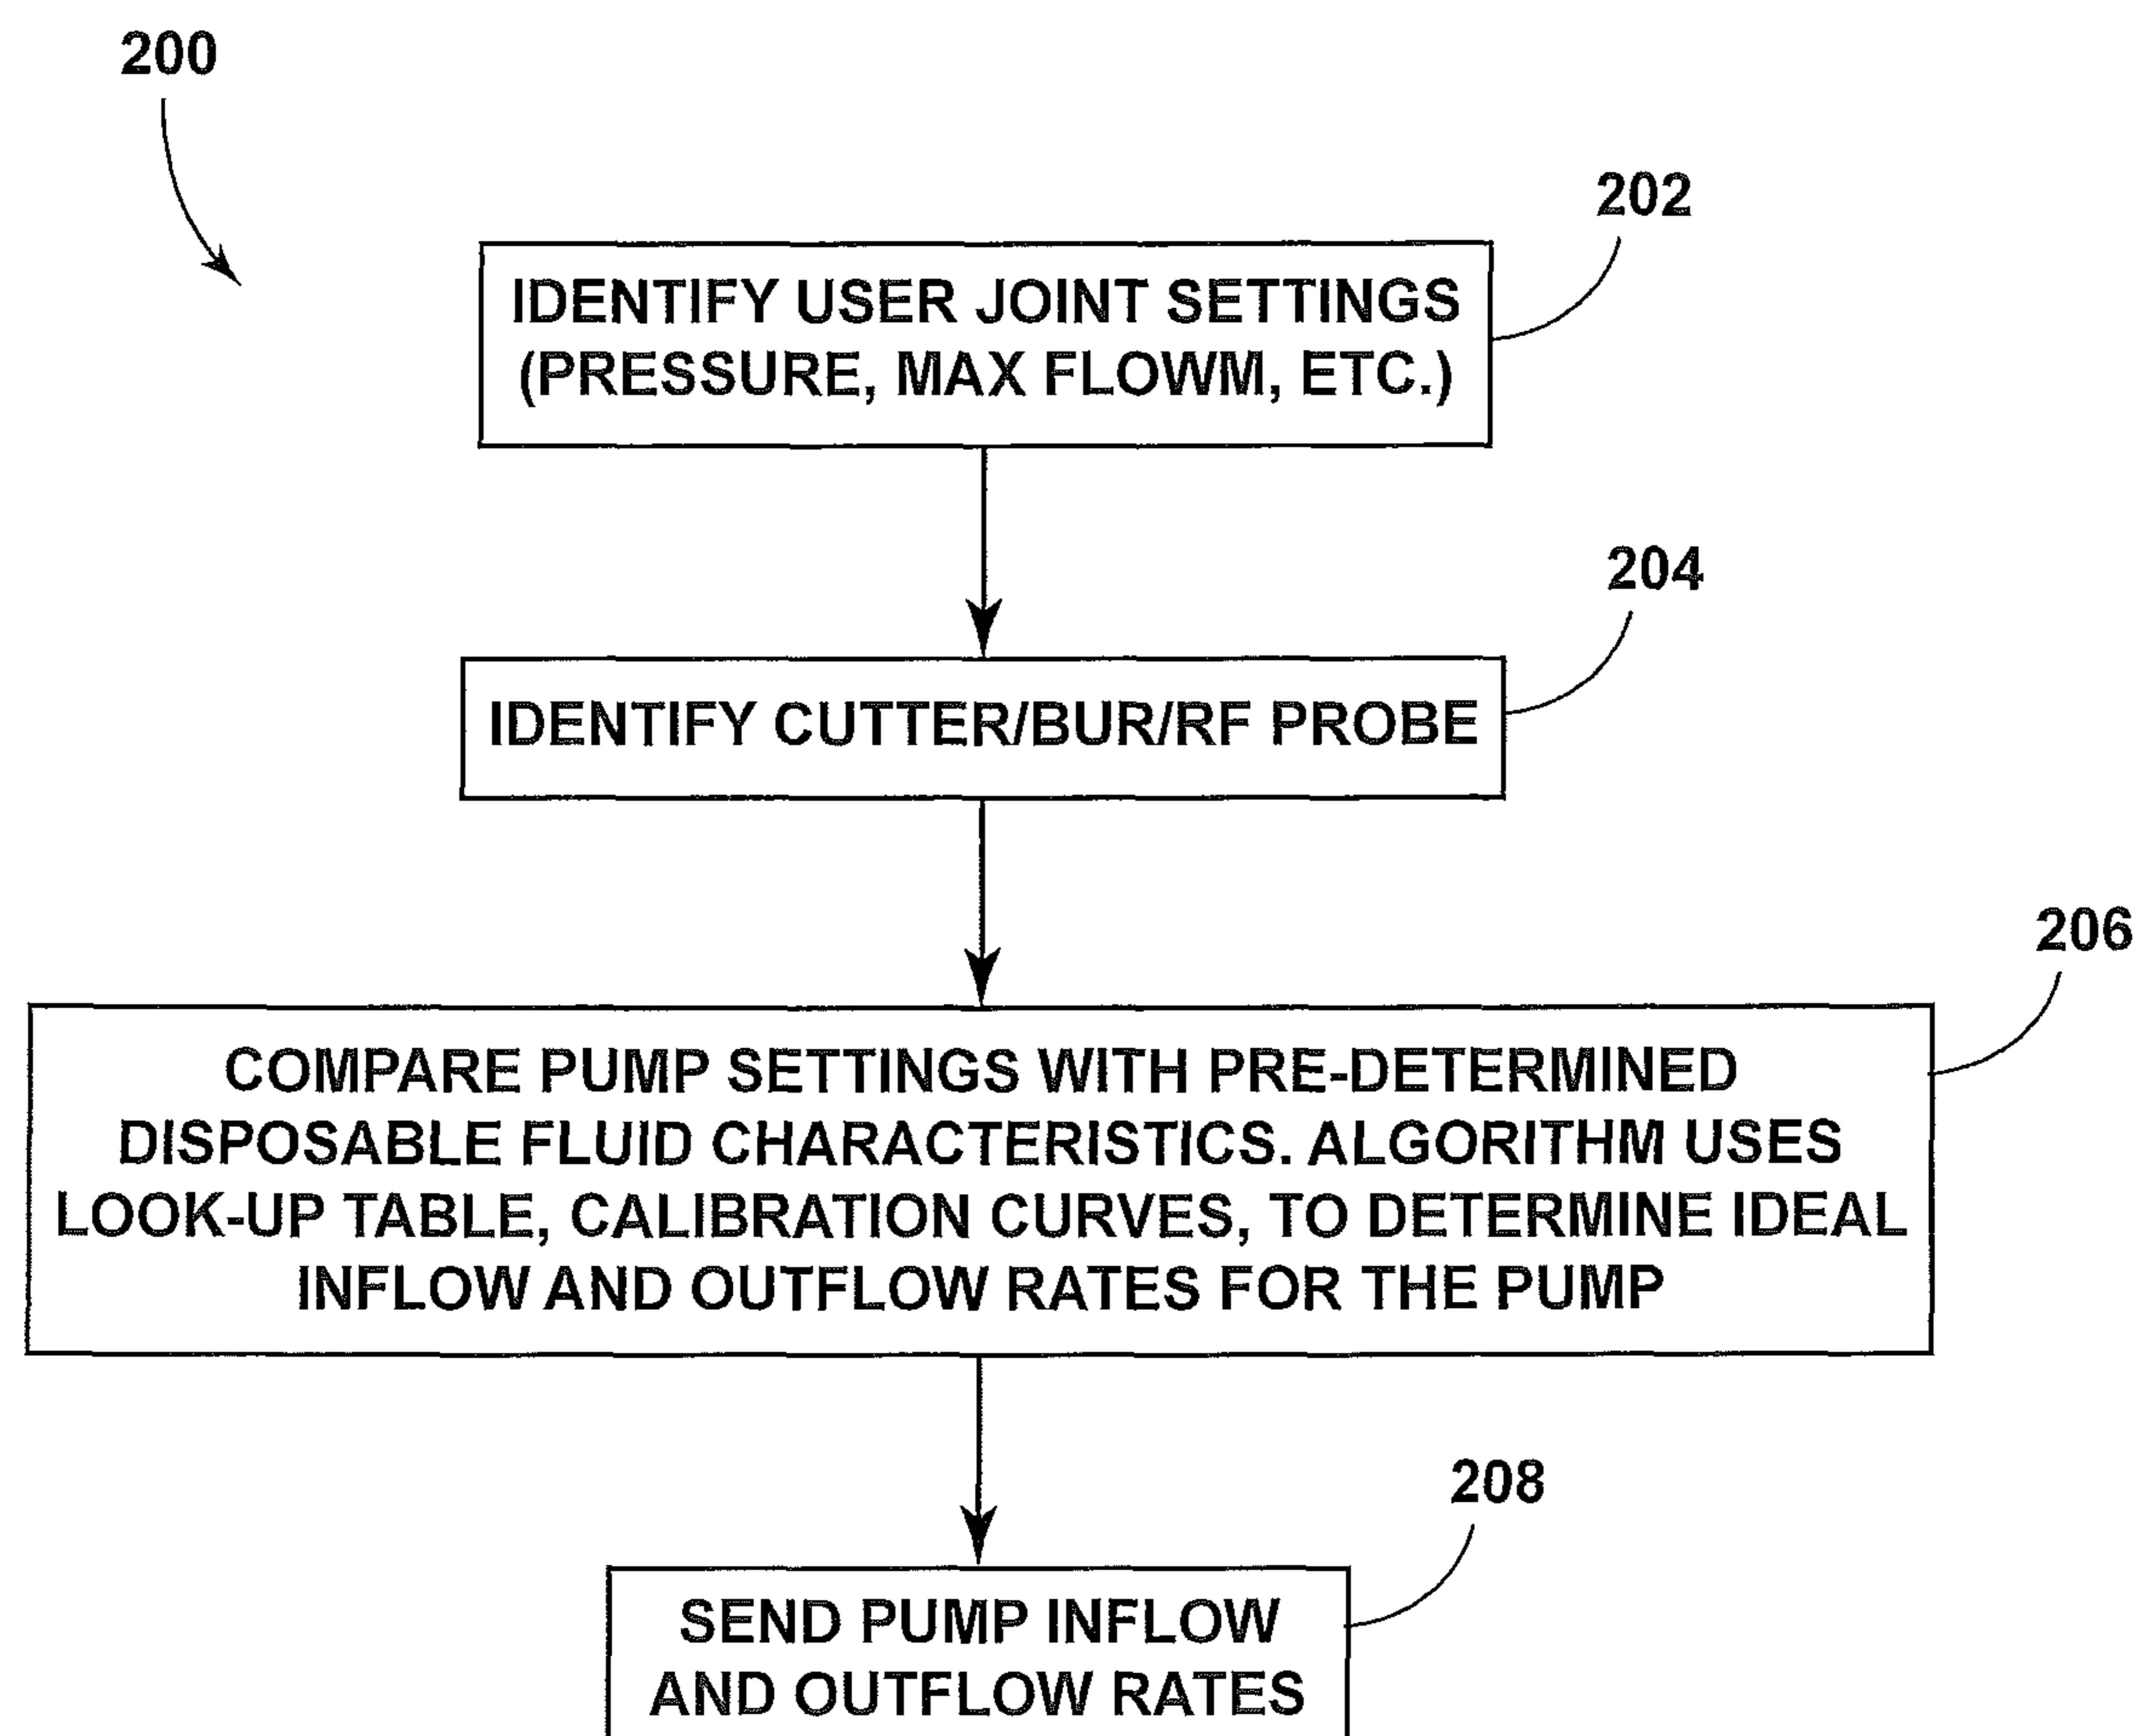 200
202
IDENTIFY USER JOINT SETTINGS
(PRESSURE, MAX FLOWM, ETC.)
204
IDENTIFY CUTTER/BUR/RF PROBE
206
COMPARE PUMP SETTINGS WITH PRE-DETERMINED
DISPOSABLE FLUID CHARACTERISTICS. ALGORITHM USES
LOOK-UP TABLE, CALIBRATION CURVES, TO DETERMINE IDEAL
INFLOW AND OUTFLOW RATES FOR THE PUMP
208
SEND PUMP INFLOW
AND OUTFLOW RATES